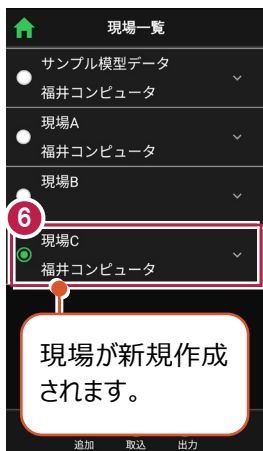 現場一覧
サンプル模型データ
福井コンピュータ
現場A
福井コンピュータ
現場B
6
現場C
福井コンピュータ
現場が新規作成
されます。
追加 取込 出力